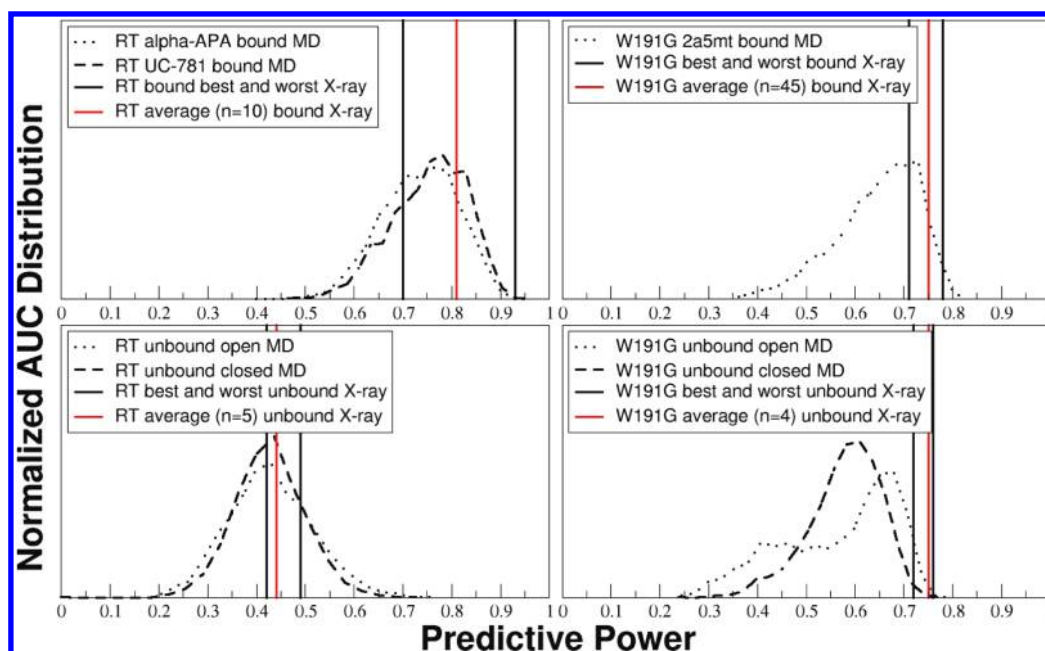 Normalized AUC Distribution
RT alpha-APA bound MD
RT UC-781 bound MD
RT bound best and worst X-ray
RT average (n=10) bound X-ray
0 0.1 0.2 0.3 0.4 0.5 0.6 0.7 0.8 0.9 1
W191G 2a5mt bound MD
W191G best and worst bound X-ray
W191G average (n=45) bound X-ray
0.1 0.2 0.3 0.4 0.5 0.6 0.7 0.8 0.9
RT unbound open MD
RT unbound closed MD
RT best and worst unbound X-ray
RT average (n=5) unbound X-ray
0 0.1 0.2 0.3 0.4 0.5 0.6 0.7 0.8 0.9 1
W191G unbound open MD
W191G unbound closed MD
W191G best and worst unbound X-ray
W191G average (n=4) unbound X-ray
0.1 0.2 0.3 0.4 0.5 0.6 0.7 0.8 0.9
Predictive Power